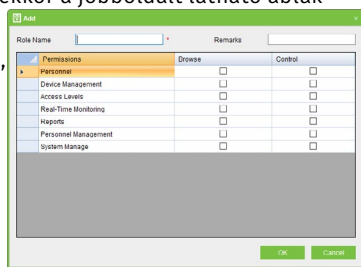 ekkor a jobboldalt látható ablak
,
Add
Role Name * Remarks
Permissions Browse Control
Personnel
Device Management
Access Levels
Real-Time Monitoring
Reports
Personnel Management
System Manage
OK Cancel